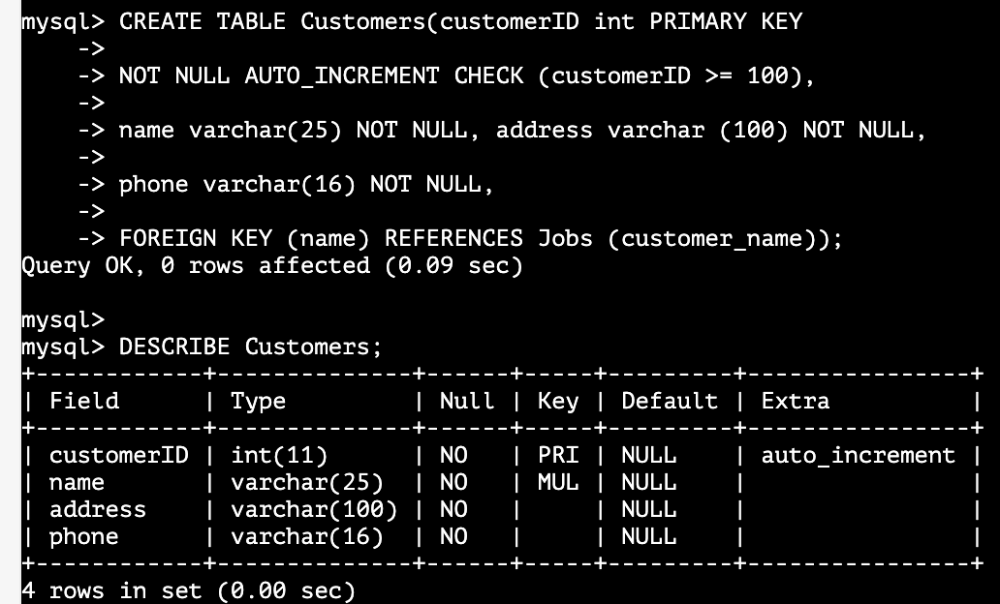 mysql> CREATE TABLE Customers(customerID int PRIMARY KEY
    ->
    -> NOT NULL AUTO_INCREMENT CHECK (customerID >= 100),
    ->
    -> name varchar(25) NOT NULL, address varchar (100) NOT NULL,
    ->
    -> phone varchar(16) NOT NULL,
    ->
    -> FOREIGN KEY (name) REFERENCES Jobs (customer_name));
Query OK, 0 rows affected (0.09 sec)

mysql>
mysql> DESCRIBE Customers;
+------------+--------------+------+-----+---------+----------------+
| Field      | Type         | Null | Key | Default | Extra          |
+------------+--------------+------+-----+---------+----------------+
| customerID | int(11)      | NO   | PRI | NULL    | auto_increment |
| name       | varchar(25)  | NO   | MUL | NULL    |                |
| address    | varchar(100) | NO   |     | NULL    |                |
| phone      | varchar(16)  | NO   |     | NULL    |                |
+------------+--------------+------+-----+---------+----------------+
4 rows in set (0.00 sec)